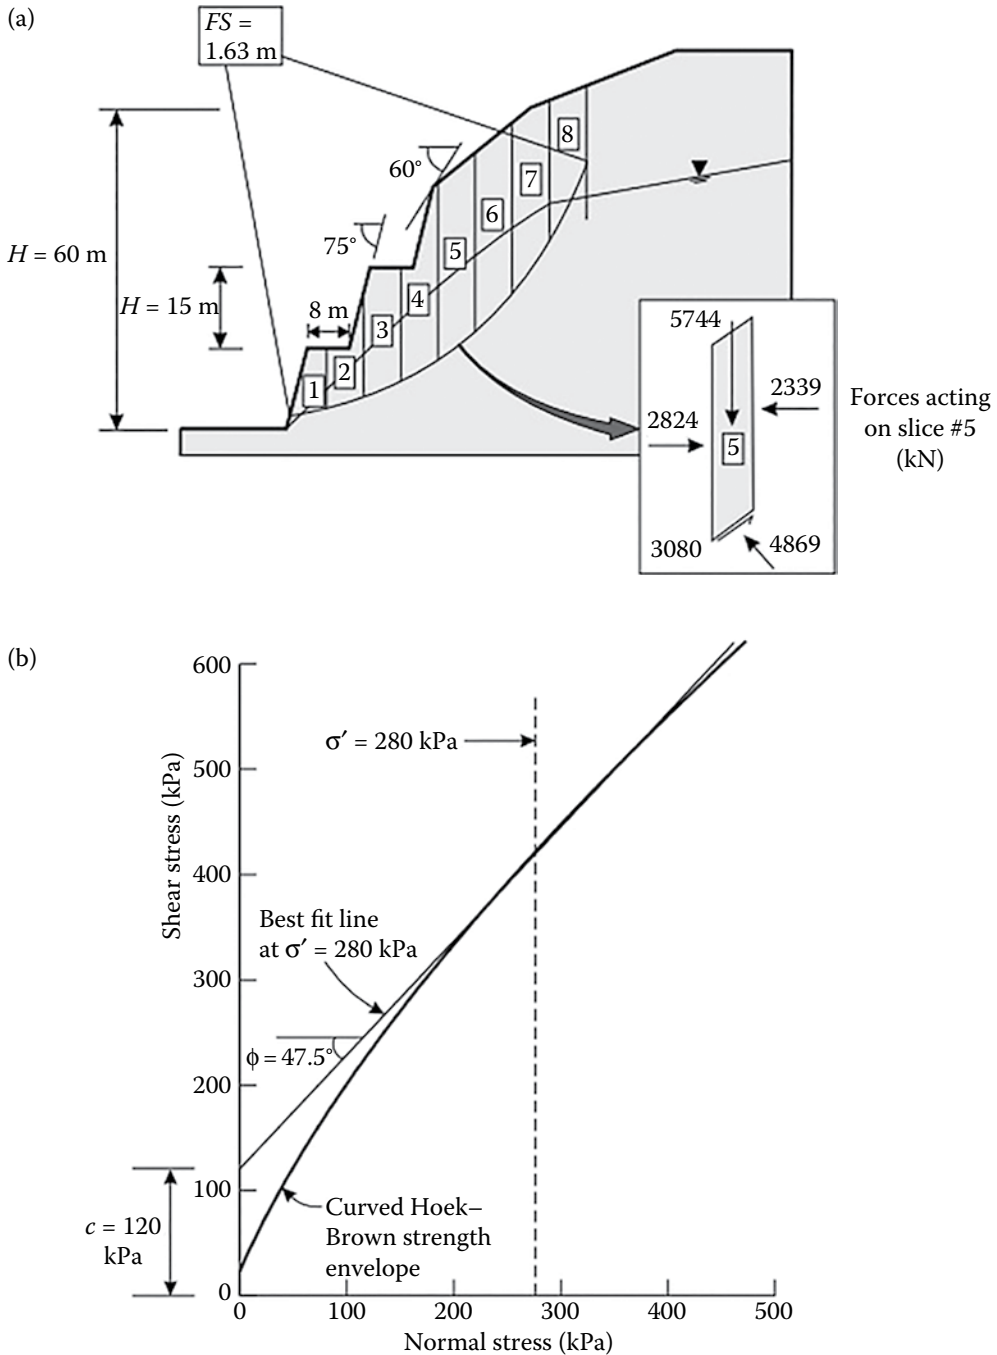 (a)
FS =
1.63 m
8
60°
7
6
75°
5
H = 60 m
4
H = 15 m
8 m
3
2
1
5744
2339
2824
5
3080
4869
Forces acting
on slice #5
(kN)
(b)
600
σ′ = 280 kPa
500
Shear stress (kPa)
400
Best fit line
at σ′ = 280 kPa
300
ϕ = 47.5°
200
100
c = 120
kPa
Curved Hoek–
Brown strength
envelope
0
0
100
200
300
400
500
Normal stress (kPa)